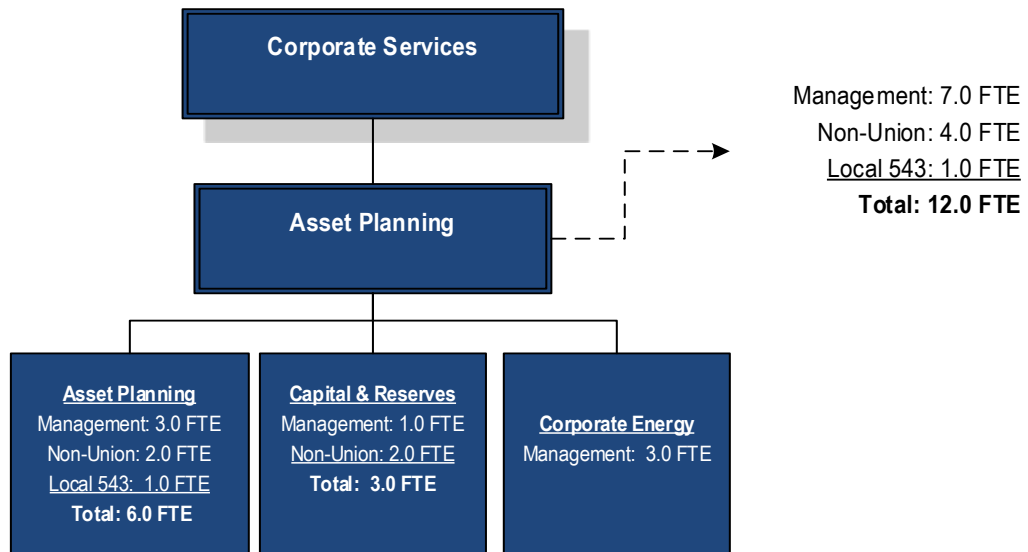 Corporate Services
Management: 7.0 FTE
Non-Union: 4.0 FTE
Local 543: 1.0 FTE
Total: 12.0 FTE
Asset Planning
Asset Planning
Management: 3.0 FTE
Non-Union: 2.0 FTE
Local 543: 1.0 FTE
Total: 6.0 FTE
Capital & Reserves
Management: 1.0 FTE
Non-Union: 2.0 FTE
Total: 3.0 FTE
Corporate Energy
Management: 3.0 FTE